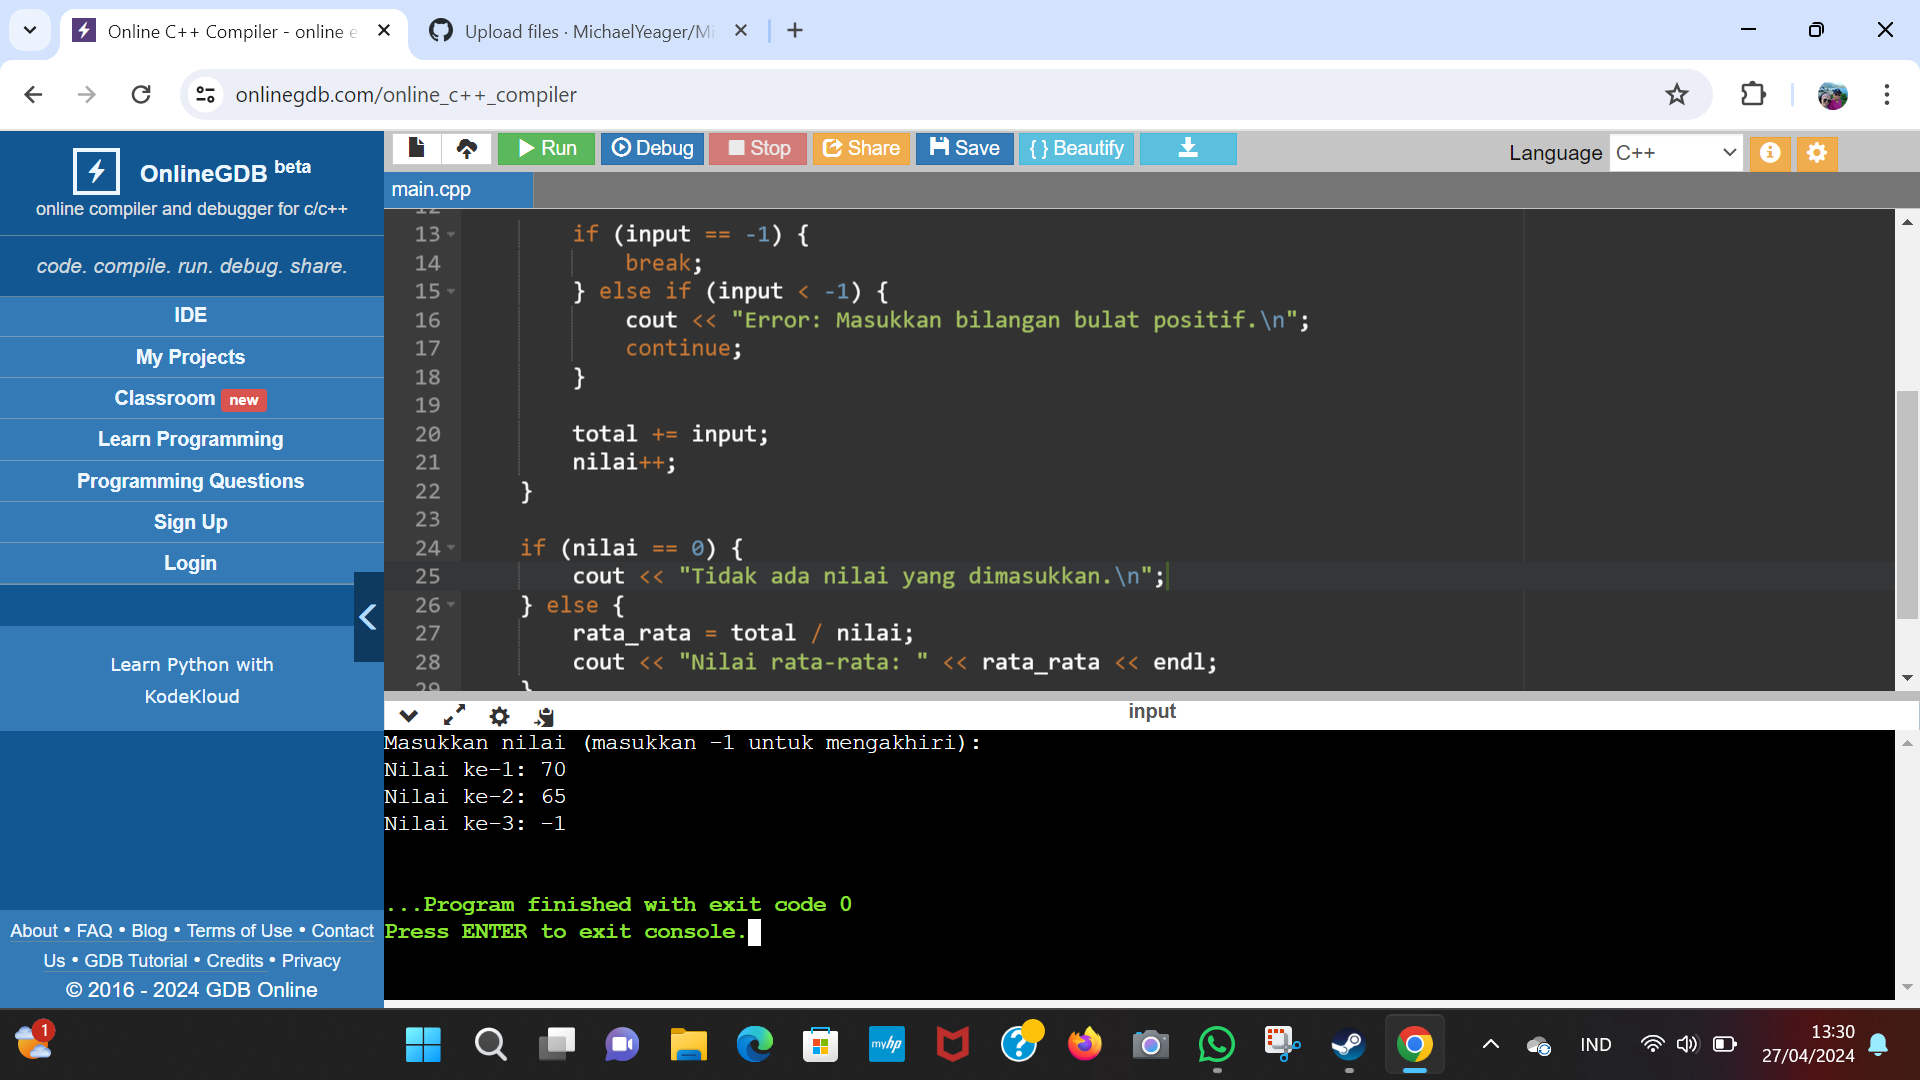 Online C++ Compiler - online e
Upload files · MichaelYeager/Mi
onlinegdb.com/online_c++_compiler
OnlineGDB beta
online compiler and debugger for c/c++
code. compile. run. debug. share.
IDE
My Projects
Classroom new
Learn Programming
Programming Questions
Sign Up
Login
Learn Python with
KodeKloud
About • FAQ • Blog • Terms of Use • Contact
Us • GDB Tutorial • Credits • Privacy
© 2016 - 2024 GDB Online
Run Debug Stop Share Save { } Beautify
Language C++
main.cpp
12
13 if (input == -1) {
14 break;
15 } else if (input < -1) {
16 cout << "Error: Masukkan bilangan bulat positif.\n";
17 continue;
18 }
19
20 total += input;
21 nilai++;
22 }
23
24 if (nilai == 0) {
25 cout << "Tidak ada nilai yang dimasukkan.\n";
26 } else {
27 rata_rata = total / nilai;
28 cout << "Nilai rata-rata: " << rata_rata << endl;
29 }
input
Masukkan nilai (masukkan -1 untuk mengakhiri):
Nilai ke-1: 70
Nilai ke-2: 65
Nilai ke-3: -1
...Program finished with exit code 0
Press ENTER to exit console.
1
myhp
IND
13:30
27/04/2024